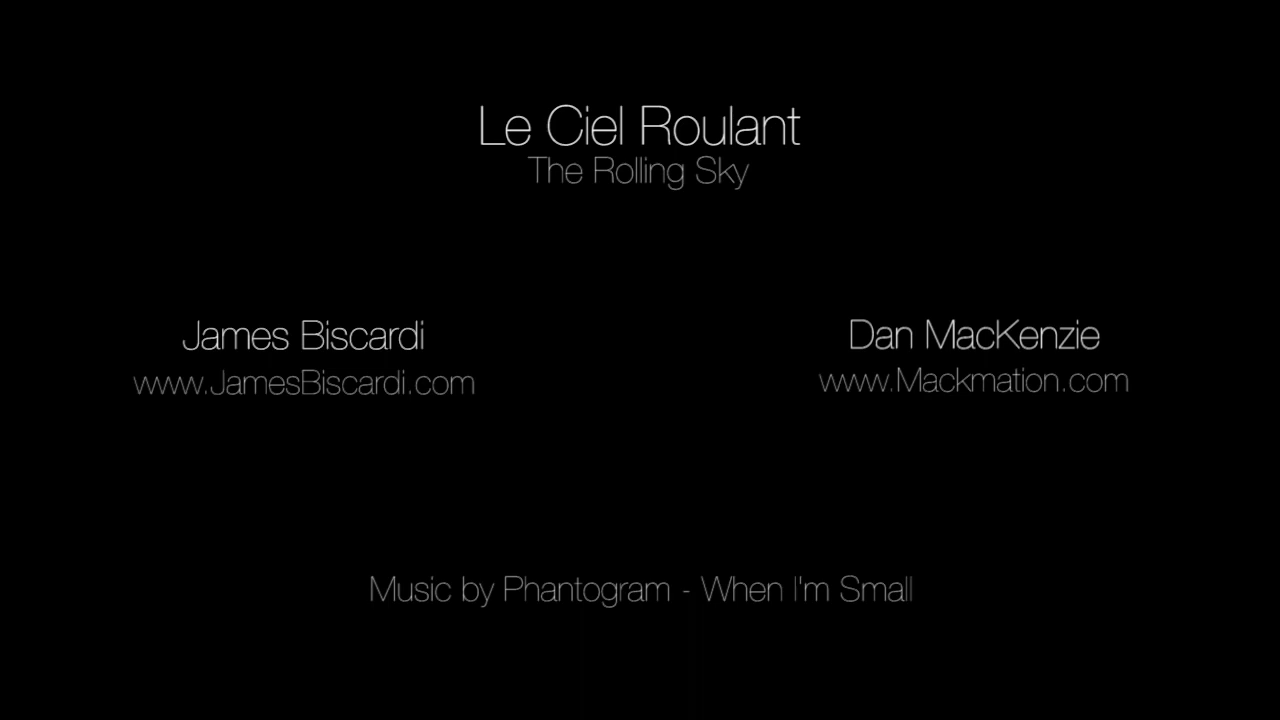 Le Ciel Roulant
The Rolling Sky
James Biscardi
www.JamesBiscardi.com
Dan MacKenzie
www.Mackmation.com
Music by Phantogram - When I'm Small